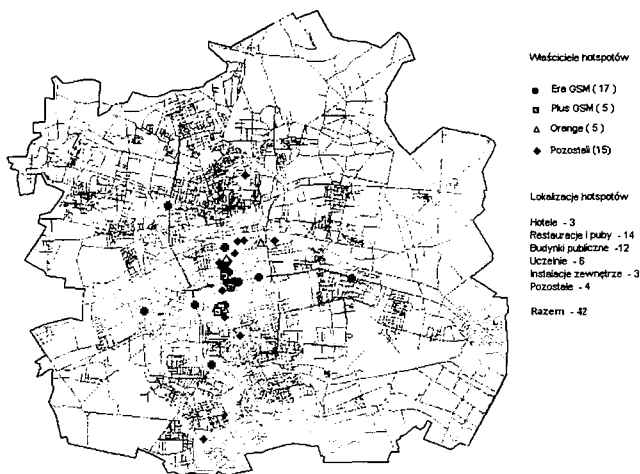 Właściciele hotspotów
Era GSM ( 17 )
Plus GSM ( 5 )
Orange ( 5 )
Pozostali (15)
Lokalizacje hotspotów
Hotele - 3
Restauracje i puby - 14
Budynki publiczne -12
Uczelnie - 6
Instalacje zewnętrze - 3
Pozostałe - 4
Razem - 42